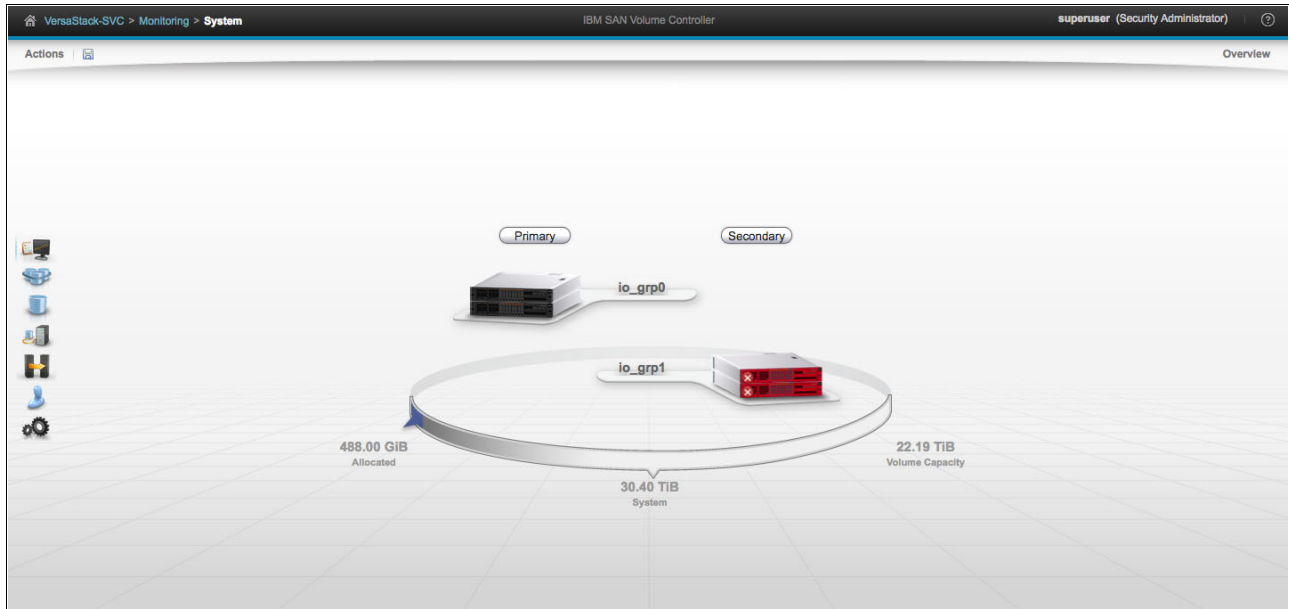 VersaStack-SVC > Monitoring > System
IBM SAN Volume Controller
superuser (Security Administrator)
?
Actions
Overview
Primary
Secondary
io_grp0
io_grp1
488.00 GiB
Allocated
22.19 TiB
Volume Capacity
30.40 TiB
System